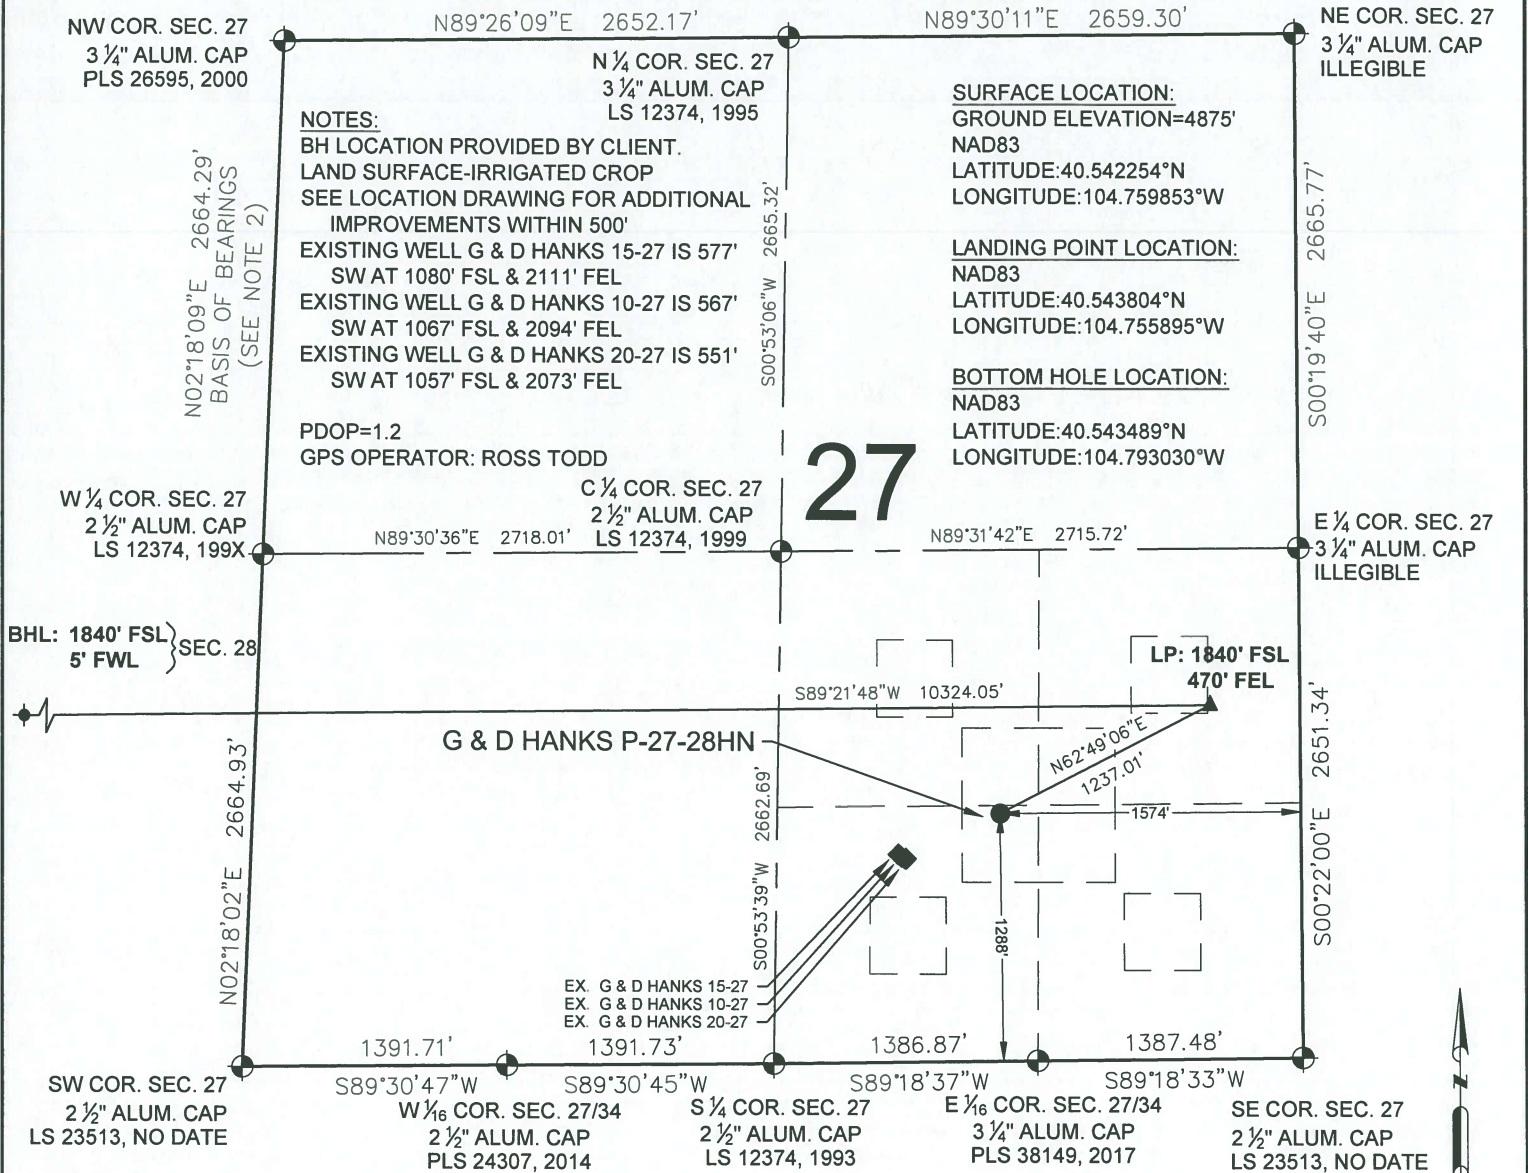 NW COR. SEC. 27
3 ¼" ALUM. CAP
PLS 26595, 2000
N89°26'09"E 2652.17'
N ¼ COR. SEC. 27
3 ¼" ALUM. CAP
LS 12374, 1995
N89°30'11"E 2659.30'
NE COR. SEC. 27
3 ¼" ALUM. CAP
ILLEGIBLE
NOTES:
BH LOCATION PROVIDED BY CLIENT.
LAND SURFACE-IRRIGATED CROP
SEE LOCATION DRAWING FOR ADDITIONAL
IMPROVEMENTS WITHIN 500'
EXISTING WELL G & D HANKS 15-27 IS 577'
SW AT 1080' FSL & 2111' FEL
EXISTING WELL G & D HANKS 10-27 IS 567'
SW AT 1067' FSL & 2094' FEL
EXISTING WELL G & D HANKS 20-27 IS 551'
SW AT 1057' FSL & 2073' FEL
PDOP=1.2
GPS OPERATOR: ROSS TODD
SURFACE LOCATION:
GROUND ELEVATION=4875'
NAD83
LATITUDE:40.542254°N
LONGITUDE:104.759853°W
LANDING POINT LOCATION:
NAD83
LATITUDE:40.543804°N
LONGITUDE:104.755895°W
BOTTOM HOLE LOCATION:
NAD83
LATITUDE:40.543489°N
LONGITUDE:104.793030°W
N02°18'09"E 2664.29'
BASIS OF BEARINGS
(SEE NOTE 2)
S00°53'06"W 2665.32'
S00°19'40"E 2665.77'
27
W ¼ COR. SEC. 27
2 ½" ALUM. CAP
LS 12374, 199X
N89°30'36"E 2718.01'
C ¼ COR. SEC. 27
2 ½" ALUM. CAP
LS 12374, 1999
N89°31'42"E 2715.72'
E ¼ COR. SEC. 27
3 ¼" ALUM. CAP
ILLEGIBLE
BHL: 1840' FSL
5' FWL
SEC. 28
LP: 1840' FSL
470' FEL
S89°21'48"W 10324.05'
G & D HANKS P-27-28HN
N62°49'06"E
1237.01'
1574'
1288'
N02°18'02"E 2664.93'
S00°53'39"W 2662.69'
S00°22'00"E 2651.34'
EX. G & D HANKS 15-27
EX. G & D HANKS 10-27
EX. G & D HANKS 20-27
1391.71'
S89°30'47"W
1391.73'
S89°30'45"W
1386.87'
S89°18'37"W
1387.48'
S89°18'33"W
SW COR. SEC. 27
2 ½" ALUM. CAP
LS 23513, NO DATE
W 1⁄16 COR. SEC. 27/34
2 ½" ALUM. CAP
PLS 24307, 2014
S ¼ COR. SEC. 27
2 ½" ALUM. CAP
LS 12374, 1993
E 1⁄16 COR. SEC. 27/34
3 ¼" ALUM. CAP
PLS 38149, 2017
SE COR. SEC. 27
2 ½" ALUM. CAP
LS 23513, NO DATE
N